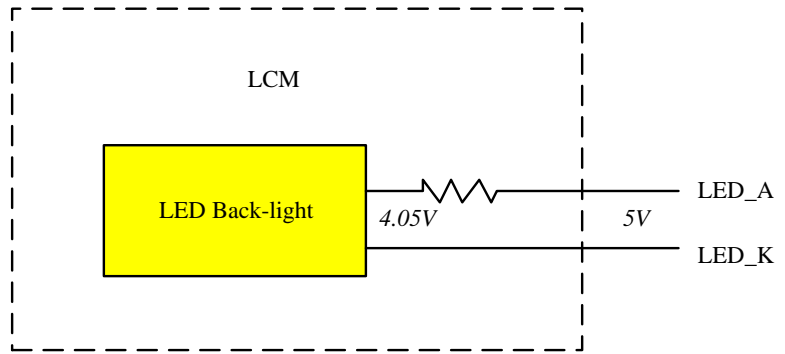 LCM
LED_A
LED Back-light
4.05V
5V
LED_K